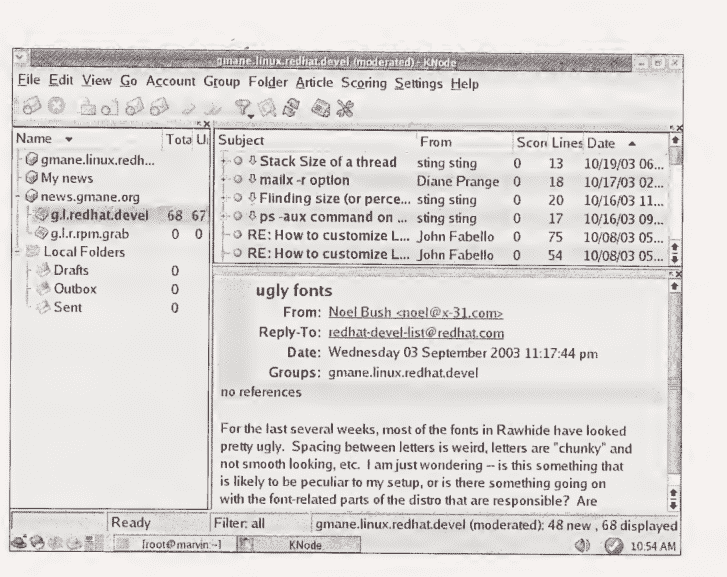 gmane.linux.redhat.devel (moderated) - KNode
File Edit View Go Account Group Folder Article Scoring Settings Help
Name Tota Ui
gmane.linux.redh...
My news
news.gmane.org
g.l.redhat.devel 68 67
g.l.r.rpm.grab 0 0
Local Folders
Drafts 0
Outbox 0
Sent 0
Subject From Scor Lines Date
Stack Size of a thread sting sting 0 13 10/19/03 06...
mailx -r option Diane Prange 0 18 10/17/03 02...
Flinding size (or perce... sting sting 0 20 10/16/03 11...
ps -aux command on ... sting sting 0 17 10/16/03 09...
RE: How to customize L... John Fabello 0 75 10/08/03 05...
RE: How to customize L... John Fabello 0 54 10/08/03 05...
ugly fonts
From: Noel Bush <noel@x-31.com>
Reply-To: redhat-devel-list@redhat.com
Date: Wednesday 03 September 2003 11:17:44 pm
Groups: gmane.linux.redhat.devel
no references
For the last several weeks, most of the fonts in Rawhide have looked
pretty ugly. Spacing between letters is weird, letters are "chunky" and
not smooth looking, etc. I am just wondering -- is this something that
is likely to be peculiar to my setup, or is there something going on
with the font-related parts of the distro that are responsible? Are
Ready Filter: all gmane.linux.redhat.devel (moderated): 48 new , 68 displayed
[root@marvin:~] KNode 10:54 AM